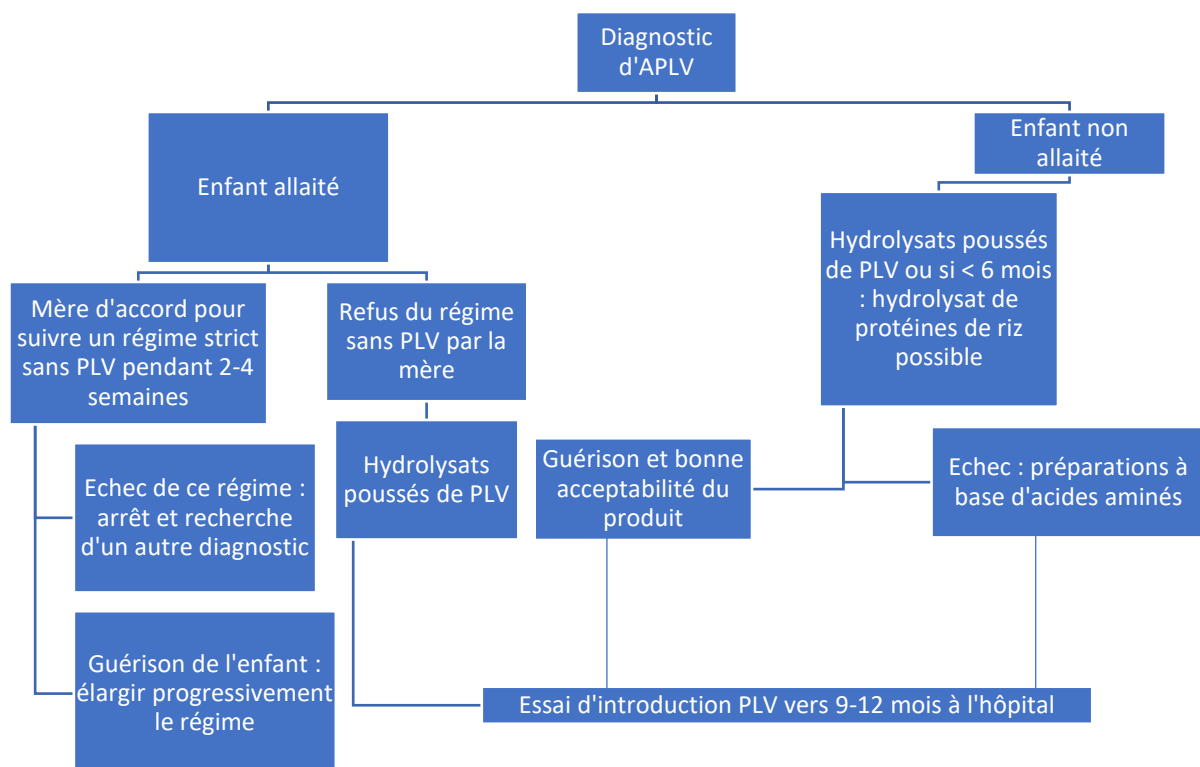 Diagnostic
d'APLV
Enfant allaité
Enfant non
allaité
Mère d'accord pour
suivre un régime strict
sans PLV pendant 2-4
semaines
Refus du régime
sans PLV par la
mère
Hydrolysats poussés
de PLV ou si < 6 mois
: hydrolysat de
protéines de riz
possible
Echec de ce régime :
arrêt et recherche
d'un autre diagnostic
Hydrolysats
poussés de PLV
Guérison et bonne
acceptabilité du
produit
Echec : préparations à
base d'acides aminés
Guérison de l'enfant :
élargir progressivement
le régime
Essai d'introduction PLV vers 9-12 mois à l'hôpital